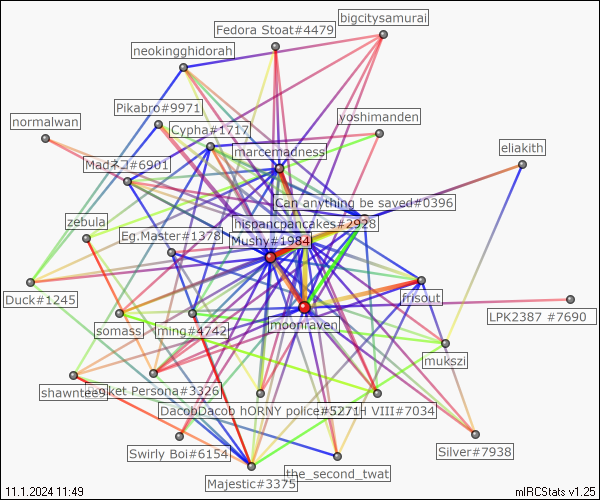 bigcitysamurai
Fedora Stoat#4479
neokingghidorah
Pikabro#9971
normalwan
yoshimanden
Cypha#1717
marcemadness
eliakith
Madネコ#6901
Can anything be saved#0396
zebula
hispancpancakes#2928
Eg.Master#1378
Mushy#1984
Duck#1245
frisout
LPK2387 #7690
somass
ming#4742
moonraven
mukszi
shawntee9
Persona#3326
DacobDacob hORNY police#5271
VIII#7034
Swirly Boi#6154
Silver#7938
the_second_twat
Majestic#3375
11.1.2024 11:49
mIRCStats v1.25